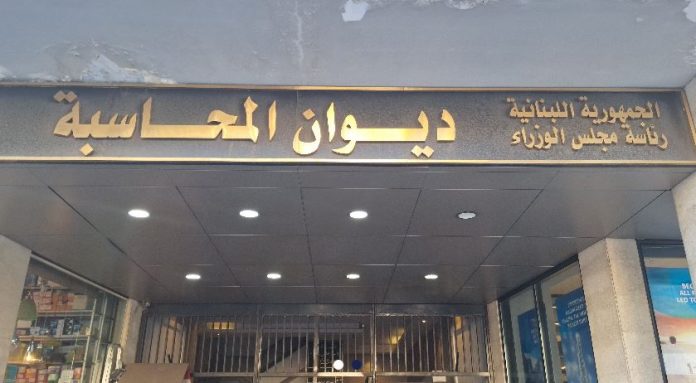 الجمهورية اللبنانية
رئاسة مجلس الوزراء
ديوان المحاسبة